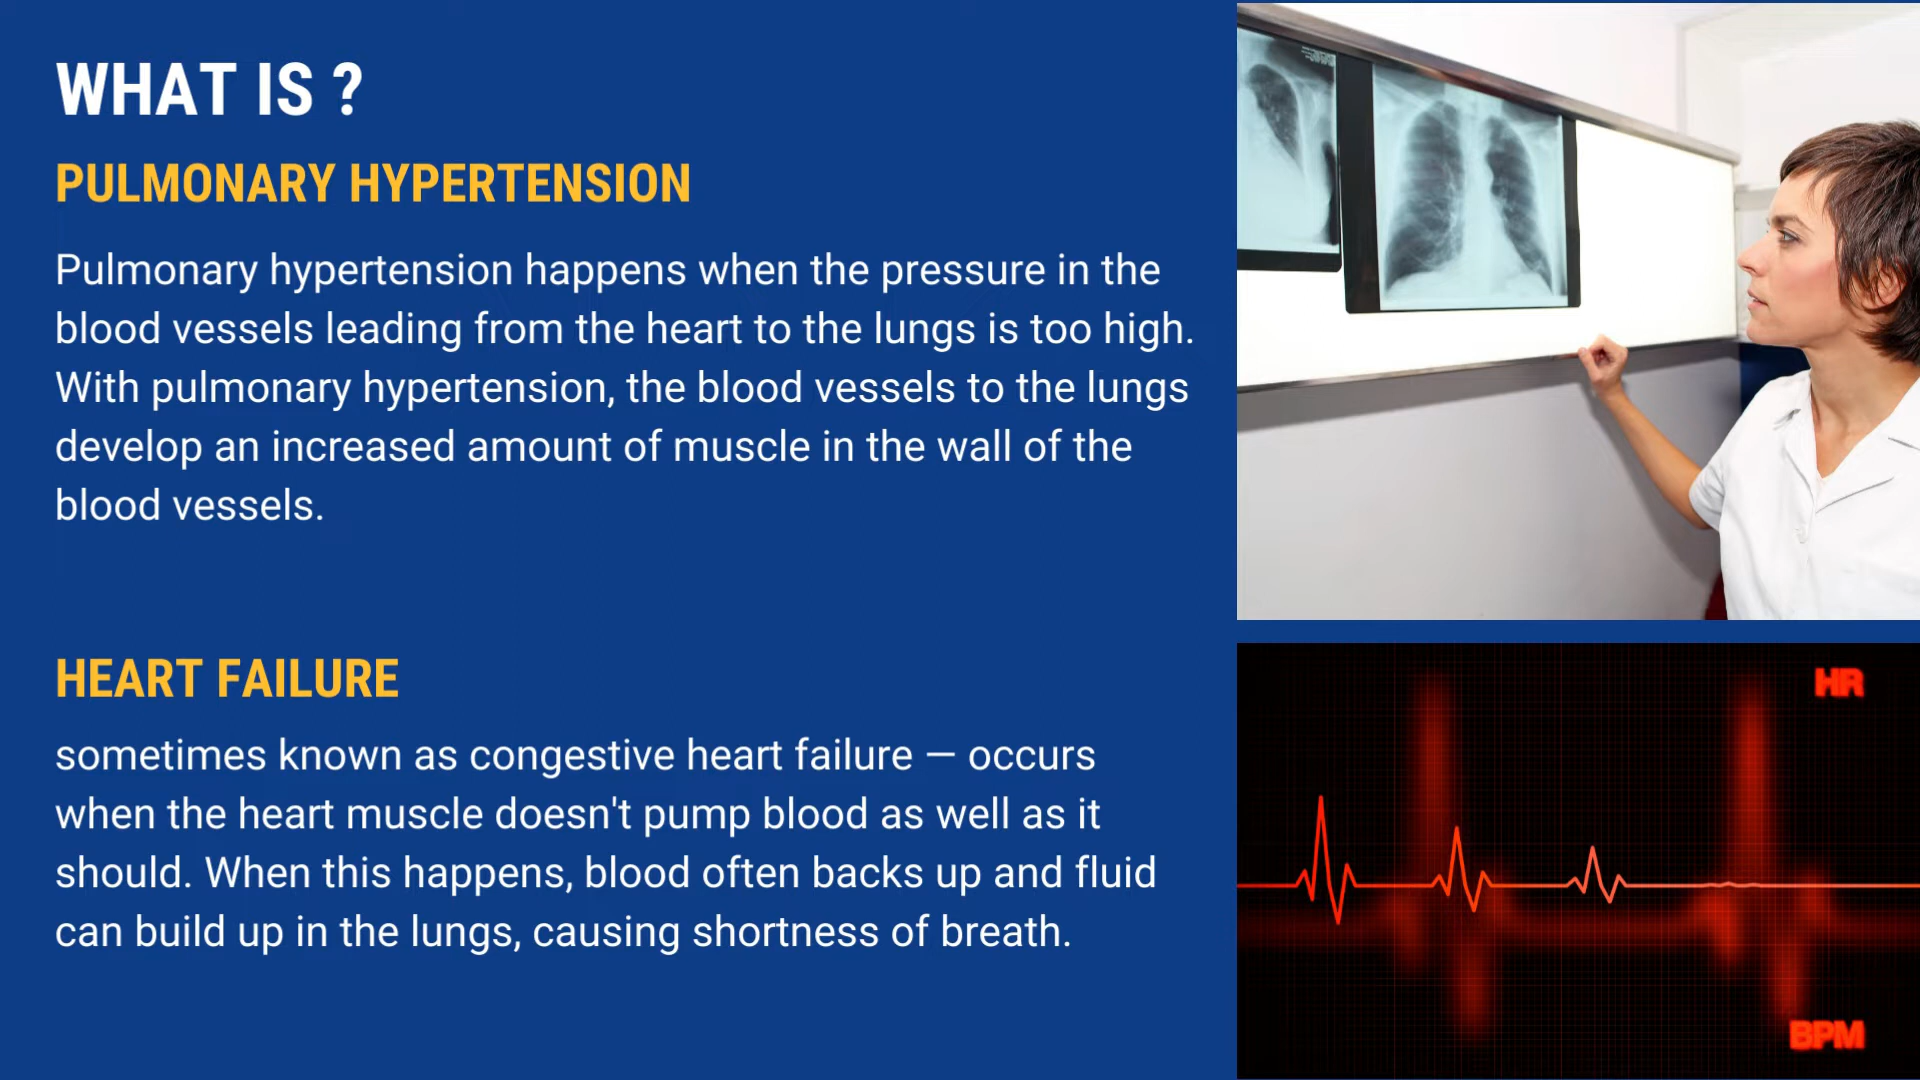 WHAT IS ?
PULMONARY HYPERTENSION
Pulmonary hypertension happens when the pressure in the
blood vessels leading from the heart to the lungs is too high.
With pulmonary hypertension, the blood vessels to the lungs
develop an increased amount of muscle in the wall of the
blood vessels.
HEART FAILURE
sometimes known as congestive heart failure — occurs
when the heart muscle doesn't pump blood as well as it
should. When this happens, blood often backs up and fluid
can build up in the lungs, causing shortness of breath.
HR
BPM